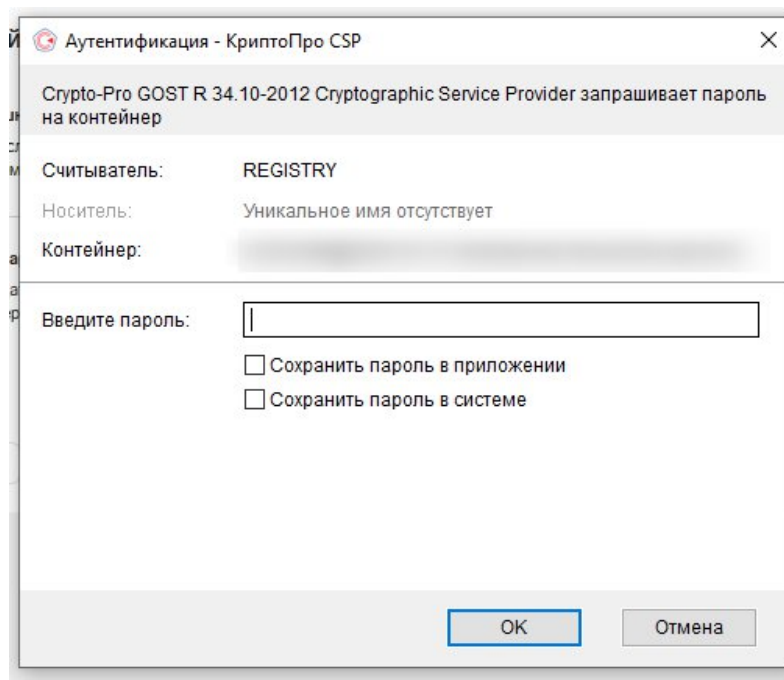 Аутентификация - КриптоПро CSP
Crypto-Pro GOST R 34.10-2012 Cryptographic Service Provider запрашивает пароль
на контейнер
Считыватель: REGISTRY
Носитель: Уникальное имя отсутствует
Контейнер:
Введите пароль:
Сохранить пароль в приложении
Сохранить пароль в системе
OK Отмена